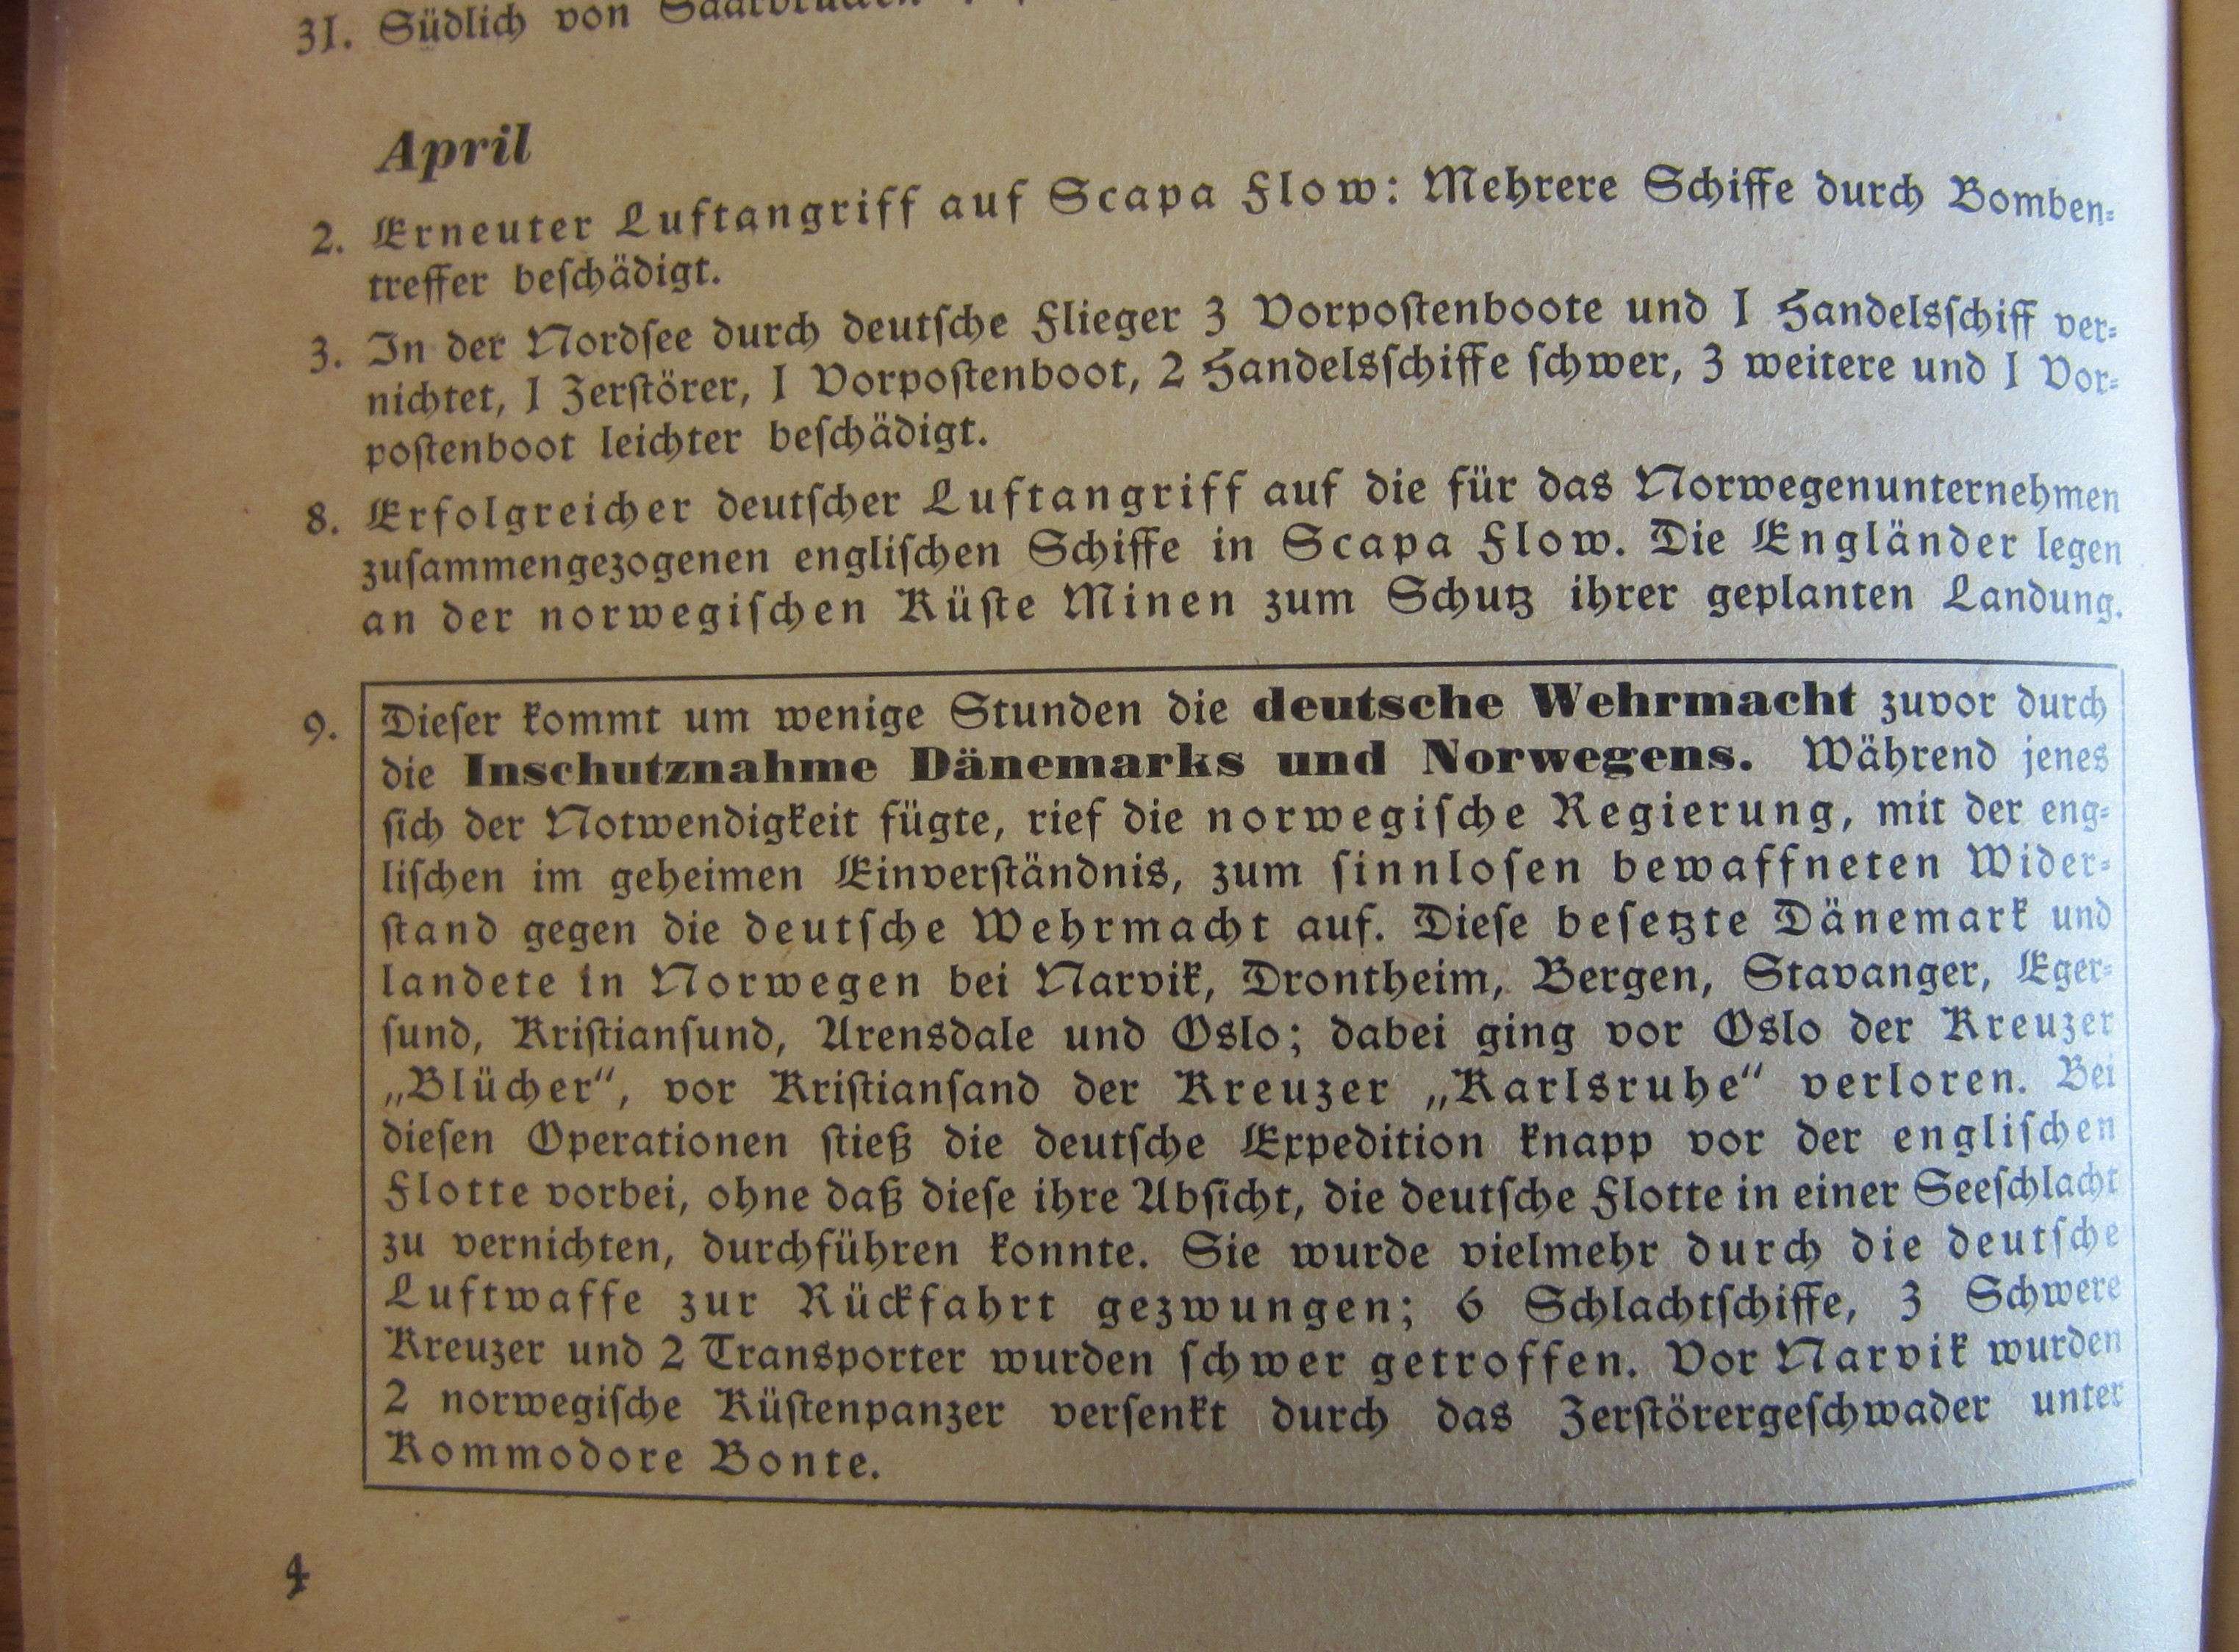 31. Südlich von Saarbrücken
April
2. Erneuter Luftangriff auf Scapa Flow: Mehrere Schiffe durch Bomben-
treffer beschädigt.
3. In der Nordsee durch deutsche Flieger 3 Vorpostenboote und 1 Handelsschiff ver-
nichtet, 1 Zerstörer, 1 Vorpostenboot, 2 Handelsschiffe schwer, 3 weitere und 1 Vor-
postenboot leichter beschädigt.
8. Erfolgreicher deutscher Luftangriff auf die für das Norwegenunternehmen
zusammengezogenen englischen Schiffe in Scapa Flow. Die Engländer legen
an der norwegischen Küste Minen zum Schutz ihrer geplanten Landung.
9. Dieser kommt um wenige Stunden die deutsche Wehrmacht zuvor durch
die Inschutznahme Dänemarks und Norwegens. Während jenes
sich der Notwendigkeit fügte, rief die norwegische Regierung, mit der eng-
lischen im geheimen Einverständnis, zum sinnlosen bewaffneten Wider-
stand gegen die deutsche Wehrmacht auf. Diese besetzte Dänemark und
landete in Norwegen bei Narvik, Drontheim, Bergen, Stavanger, Eger-
sund, Kristiansund, Arensdale und Oslo; dabei ging vor Oslo der Kreuzer
„Blücher“, vor Kristiansand der Kreuzer „Karlsruhe“ verloren. Bei
diesen Operationen stieß die deutsche Expedition knapp vor der englischen
Flotte vorbei, ohne daß diese ihre Absicht, die deutsche Flotte in einer Seeschlacht
zu vernichten, durchführen konnte. Sie wurde vielmehr durch die deutsche
Luftwaffe zur Rückfahrt gezwungen; 6 Schlachtschiffe, 3 Schwere
Kreuzer und 2 Transporter wurden schwer getroffen. Vor Narvik wurden
2 norwegische Küstenpanzer versenkt durch das Zerstörergeschwader unter
Kommodore Bonte.
4